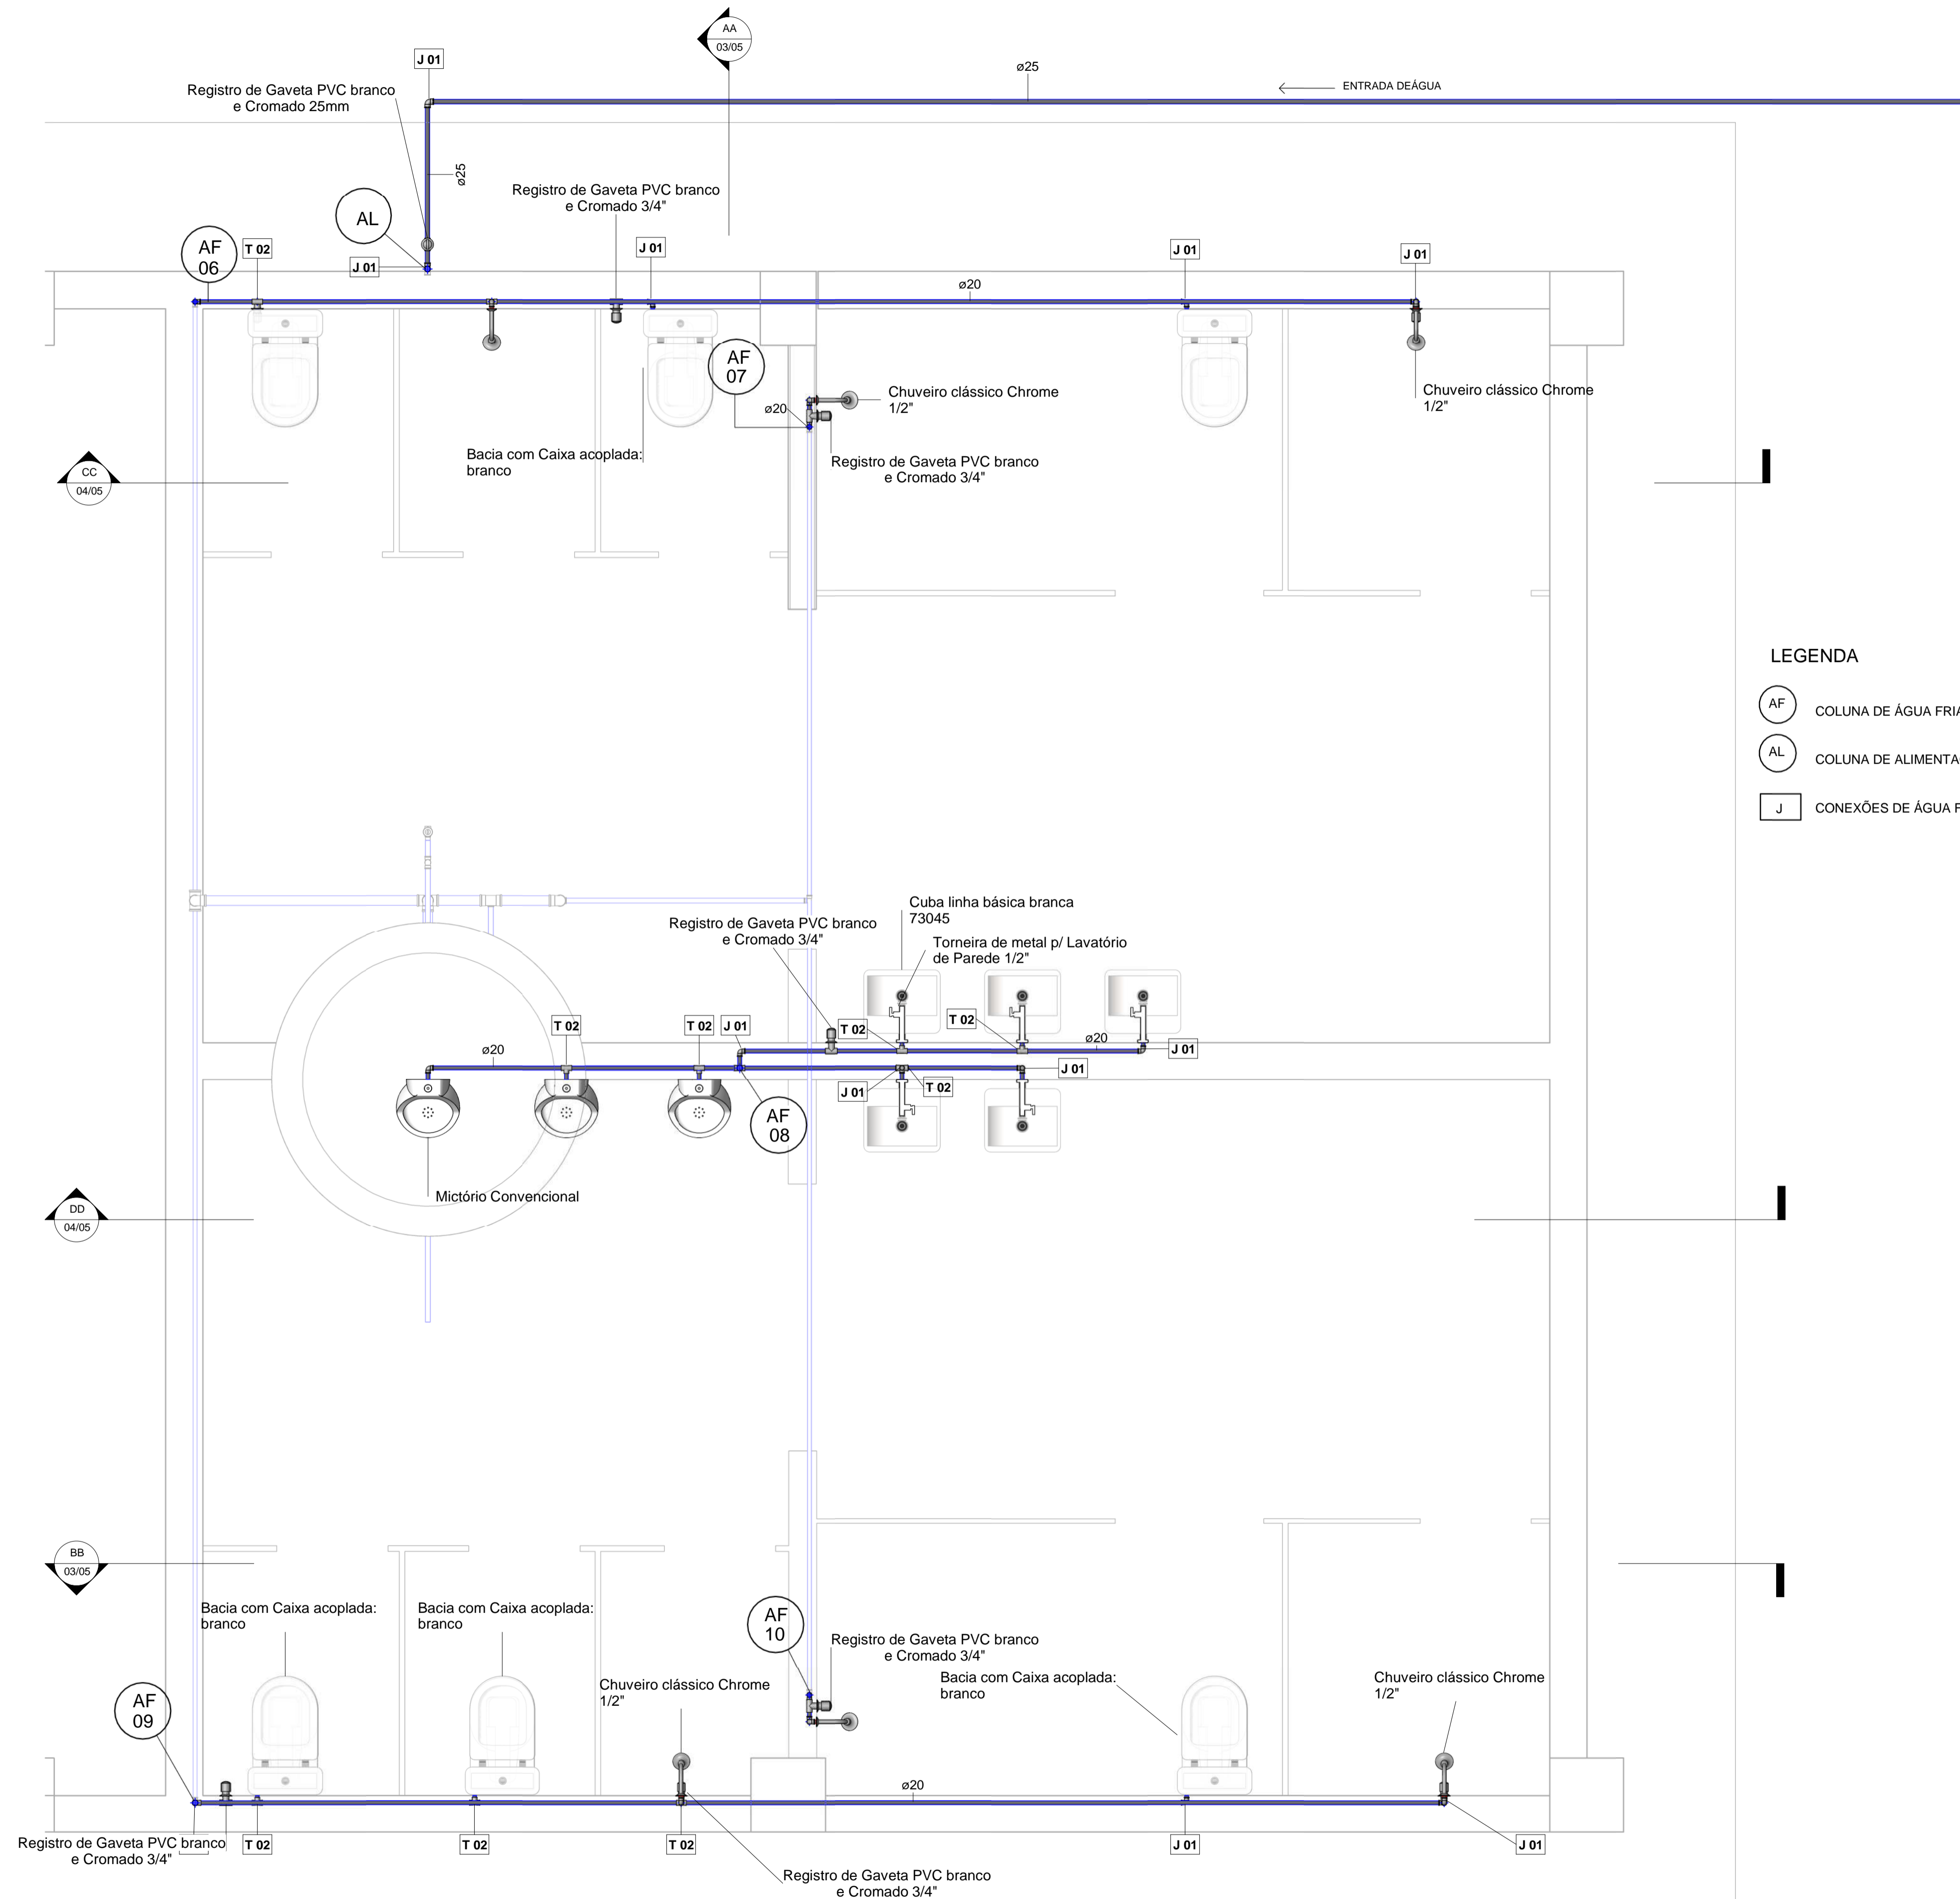 AA
03/05
J 01
ø25
ENTRADA DEÁGUA
Registro de Gaveta PVC branco
e Cromado 25mm
ø25
Registro de Gaveta PVC branco
e Cromado 3/4"
AL
AF
06
T 02
J 01
J 01
J 01
J 01
ø20
AF
07
ø20
Chuveiro clássico Chrome
1/2"
Chuveiro clássico Chrome
1/2"
Bacia com Caixa acoplada:
branco
Registro de Gaveta PVC branco
e Cromado 3/4"
CC
04/05
LEGENDA
AF
COLUNA DE ÁGUA FRIA
AL
COLUNA DE ALIMENTA
J
CONEXÕES DE ÁGUA F
Cuba linha básica branca
73045
Registro de Gaveta PVC branco
e Cromado 3/4"
Torneira de metal p/ Lavatório
de Parede 1/2"
T 02
T 02
J 01
T 02
T 02
ø20
ø20
J 01
J 01
J 01
T 02
AF
08
Mictório Convencional
DD
04/05
BB
03/05
Bacia com Caixa acoplada:
branco
Bacia com Caixa acoplada:
branco
AF
10
Registro de Gaveta PVC branco
e Cromado 3/4"
Chuveiro clássico Chrome
1/2"
Bacia com Caixa acoplada:
branco
Chuveiro clássico Chrome
1/2"
AF
09
ø20
Registro de Gaveta PVC branco
e Cromado 3/4"
T 02
T 02
T 02
J 01
J 01
Registro de Gaveta PVC branco
e Cromado 3/4"